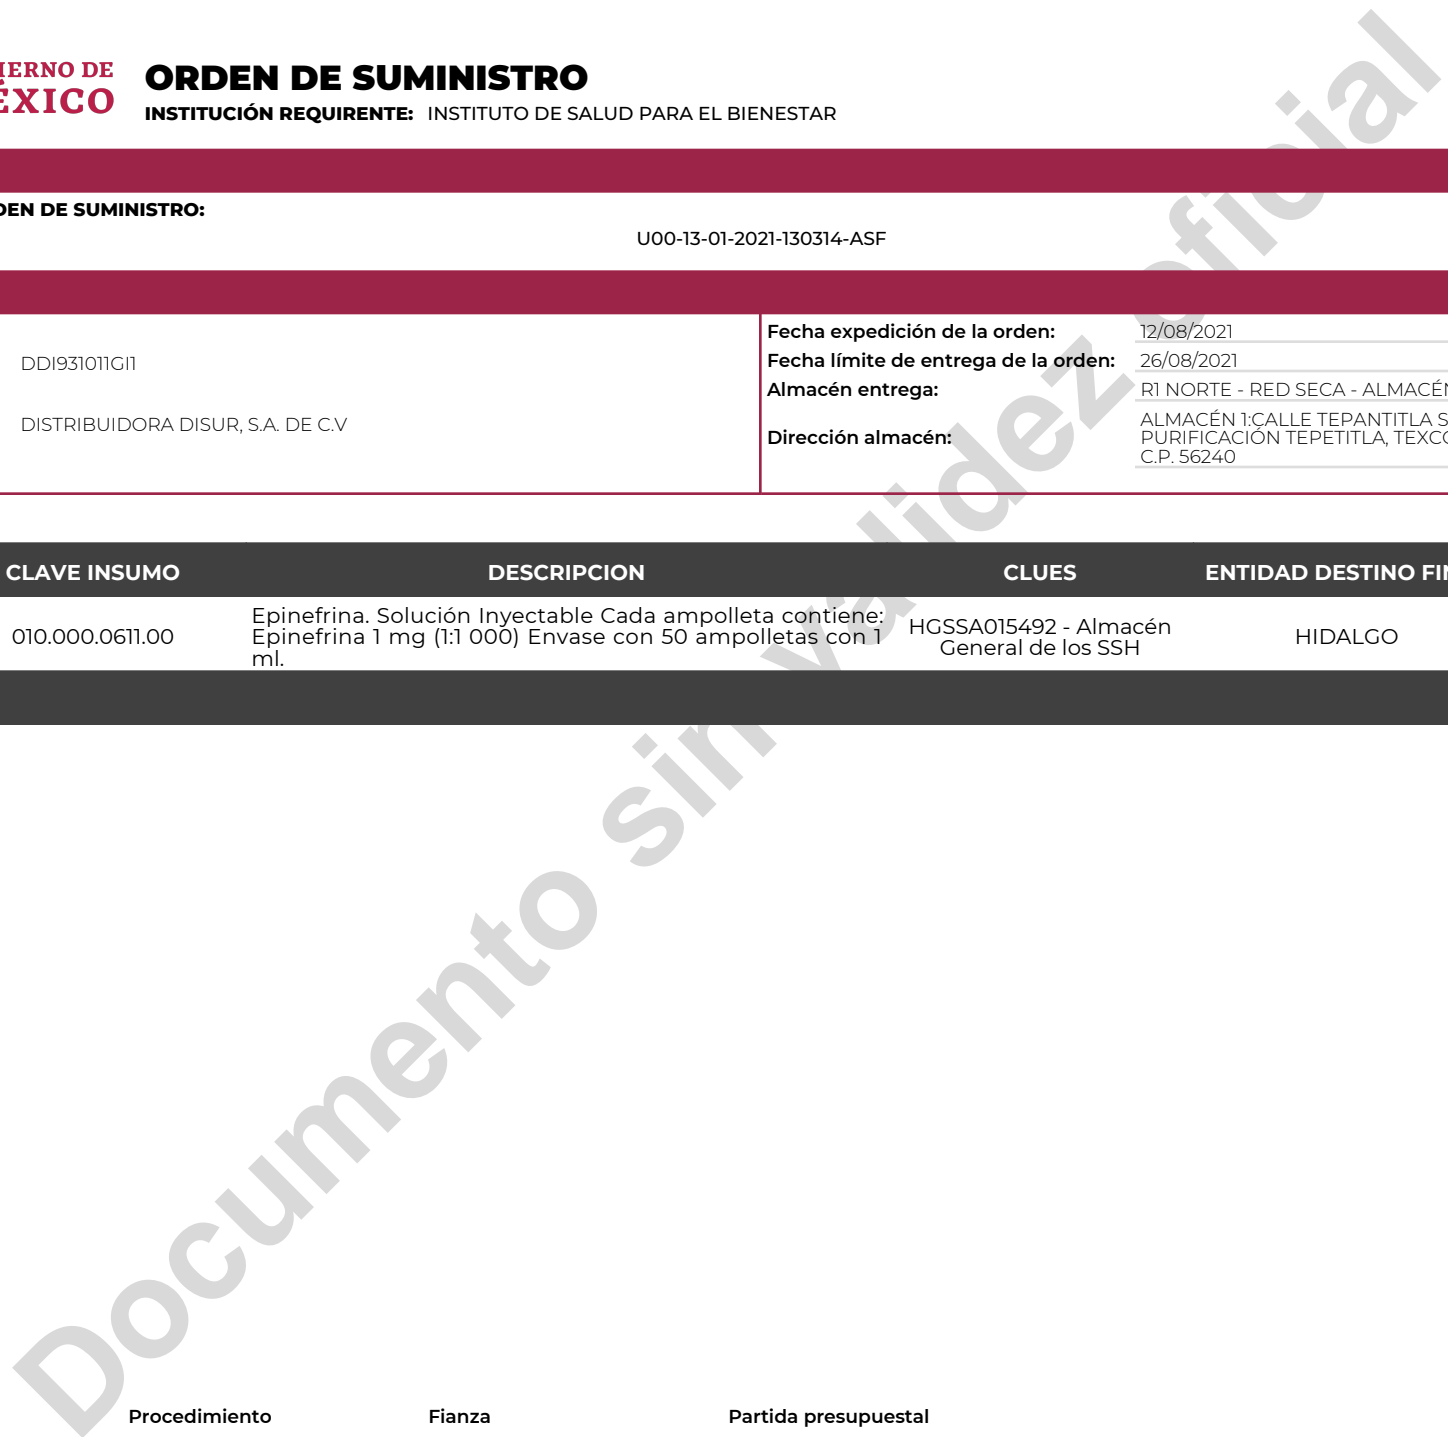 IERNO DE
ÉXICO
ORDEN DE SUMINISTRO
INSTITUCIÓN REQUIRENTE: INSTITUTO DE SALUD PARA EL BIENESTAR
DEN DE SUMINISTRO:
U00-13-01-2021-130314-ASF
DDI931011GI1
DISTRIBUIDORA DISUR, S.A. DE C.V
Fecha expedición de la orden: 12/08/2021
Fecha límite de entrega de la orden: 26/08/2021
Almacén entrega: R1 NORTE - RED SECA - ALMACÉN
Dirección almacén: ALMACÉN 1:CALLE TEPANTITLA S
PURIFICACIÓN TEPETITLA, TEXCO
C.P. 56240
CLAVE INSUMO DESCRIPCION CLUES ENTIDAD DESTINO FIN
010.000.0611.00
Epinefrina. Solución Inyectable Cada ampolleta contiene:
Epinefrina 1 mg (1:1 000) Envase con 50 ampolletas con 1
ml.
HGSSA015492 - Almacén
General de los SSH
HIDALGO
Documento sin validez oficial
Procedimiento Fianza Partida presupuestal